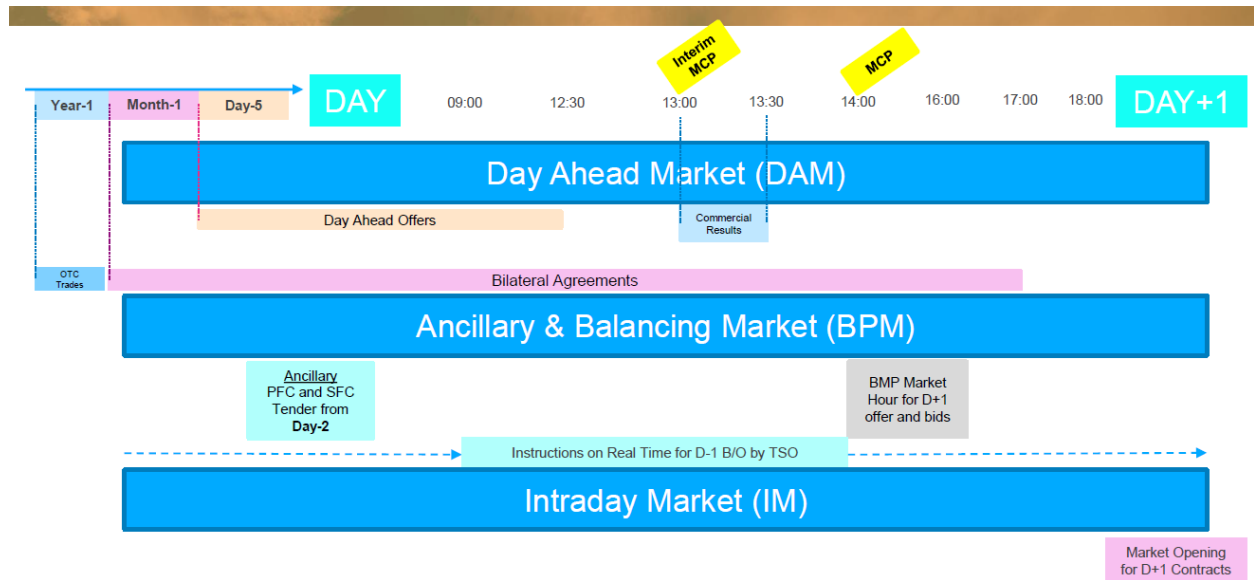 Interim
MCP
MCP
Year-1
Month-1
Day-5
DAY
09:00
12:30
13:00
13:30
14:00
16:00
17:00
18:00
DAY+1
Day Ahead Market (DAM)
Day Ahead Offers
Commercial
Results
OTC
Trades
Bilateral Agreements
Ancillary & Balancing Market (BPM)
Ancillary
PFC and SFC
Tender from
Day-2
BMP Market
Hour for D+1
offer and bids
Instructions on Real Time for D-1 B/O by TSO
Intraday Market (IM)
Market Opening
for D+1 Contracts